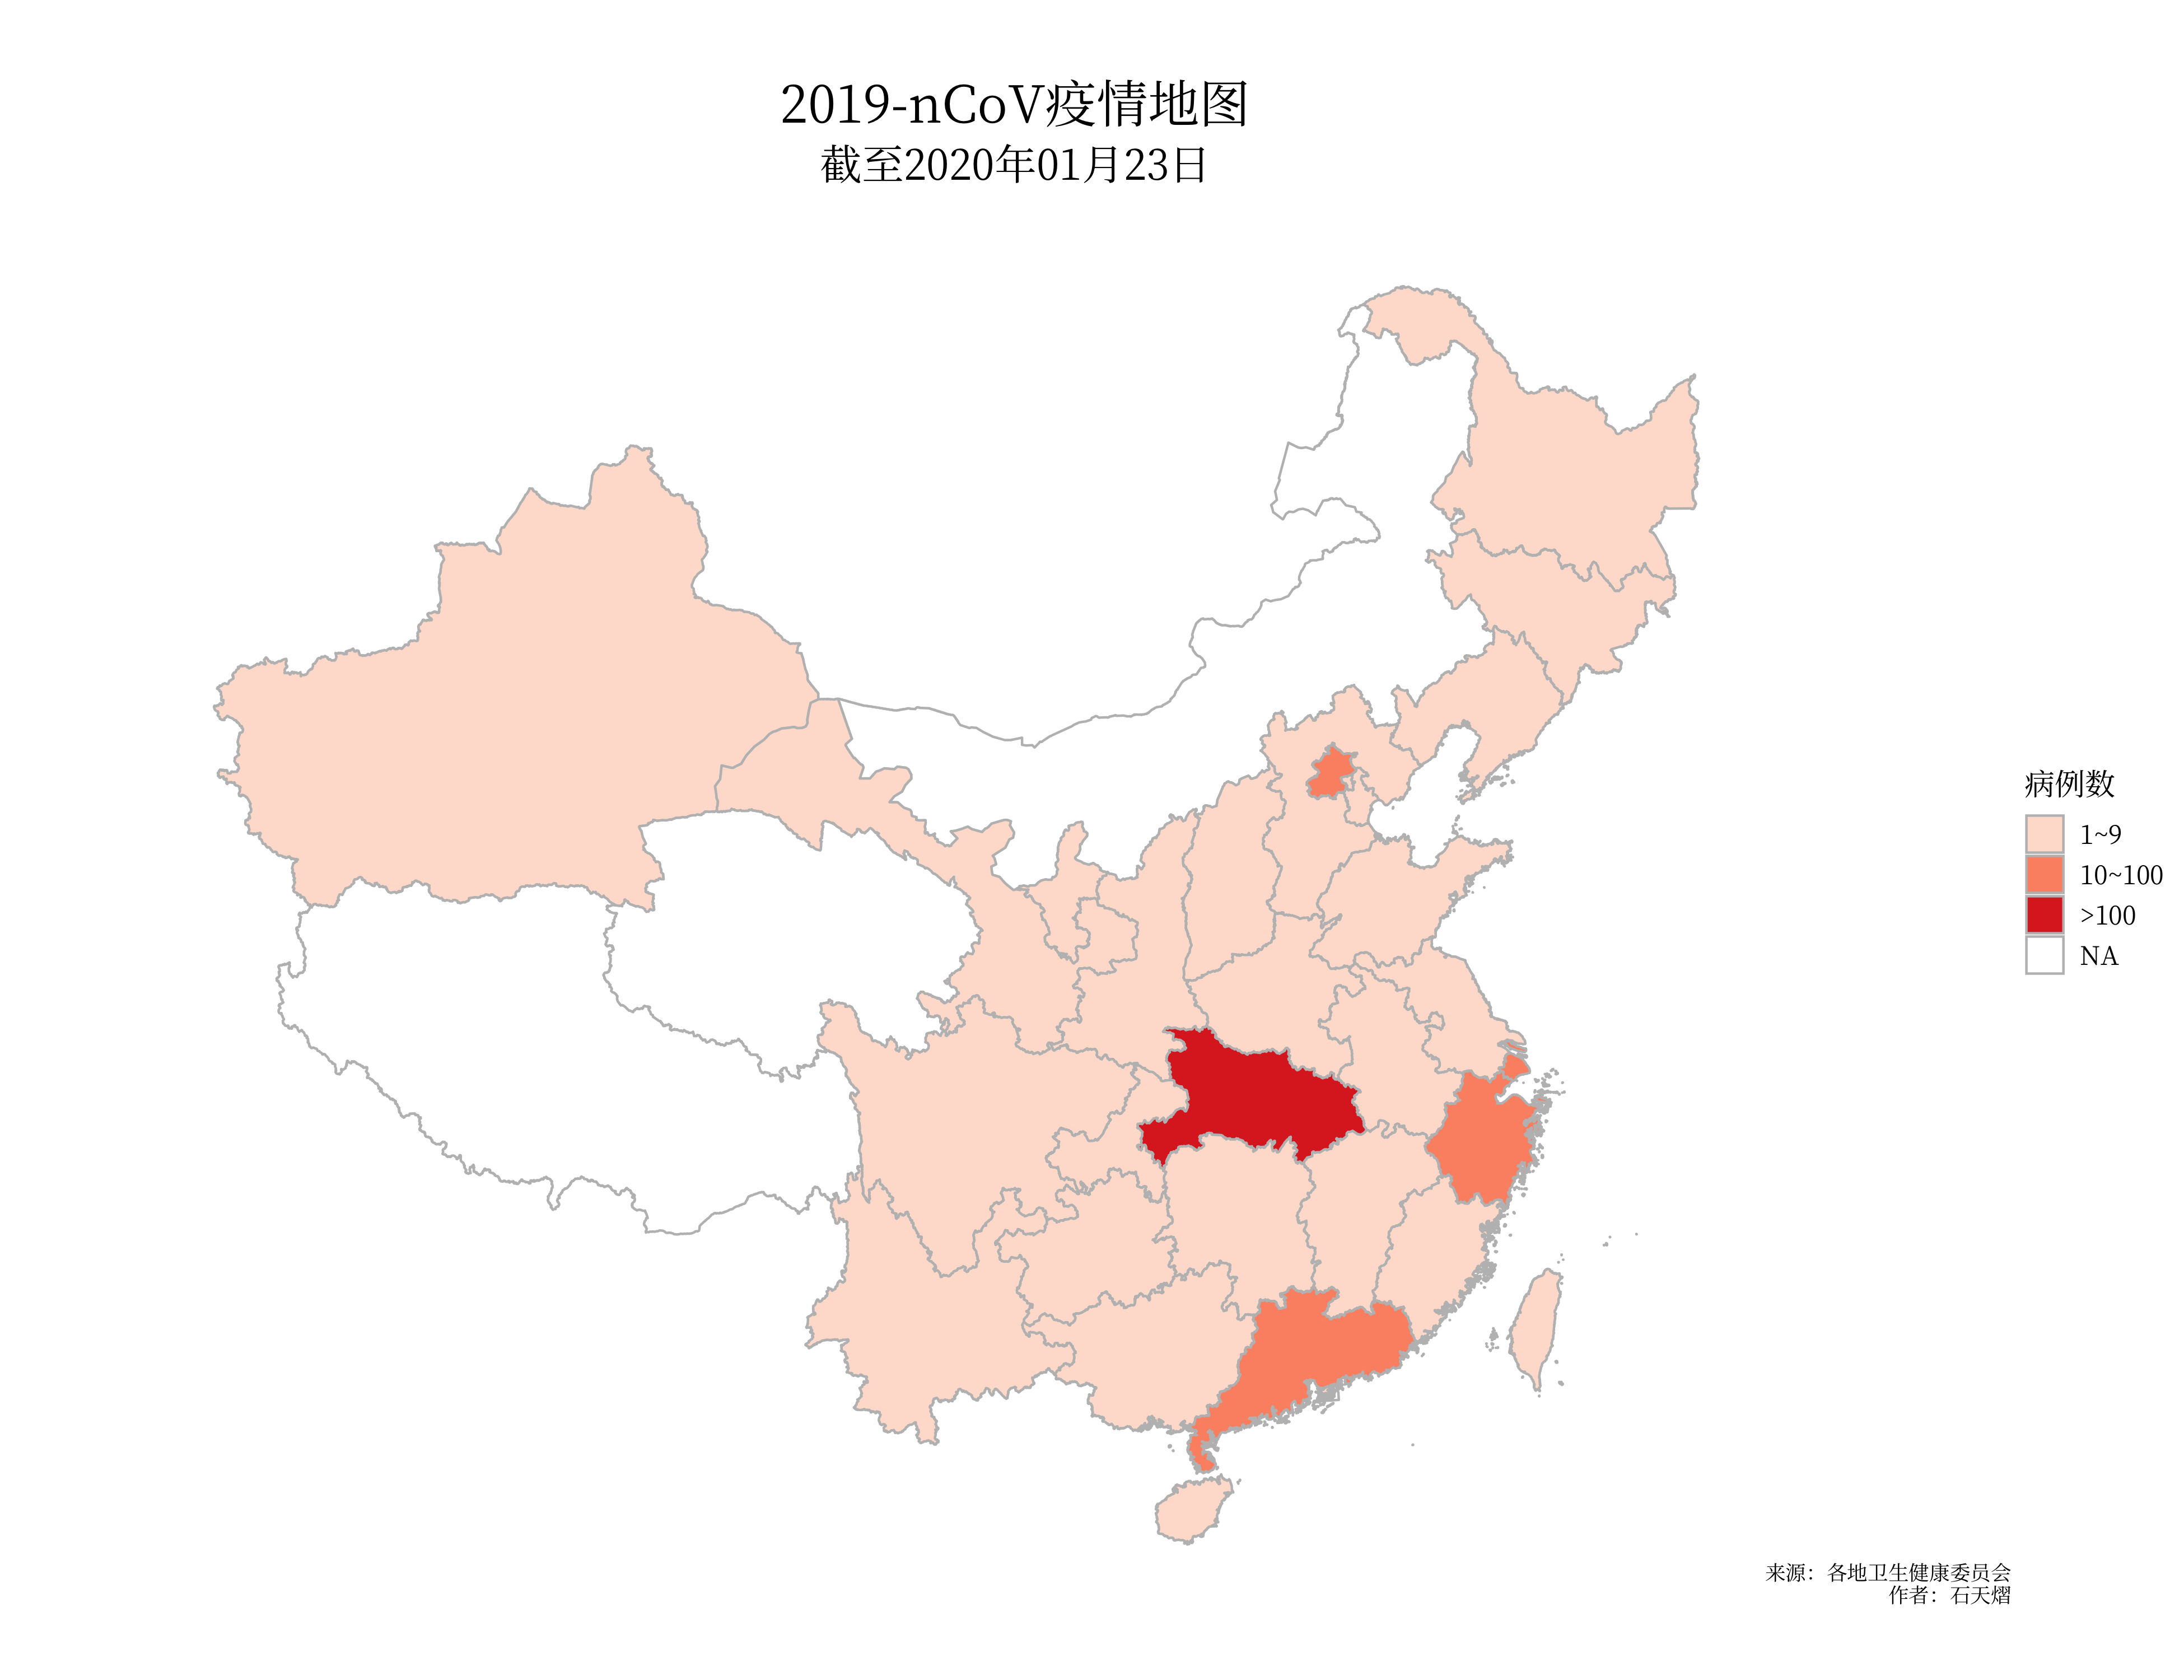 2019-nCoV疫情地图
截至2020年01月23日
病例数
1~9
10~100
>100
NA
来源：各地卫生健康委员会
作者：石天熠